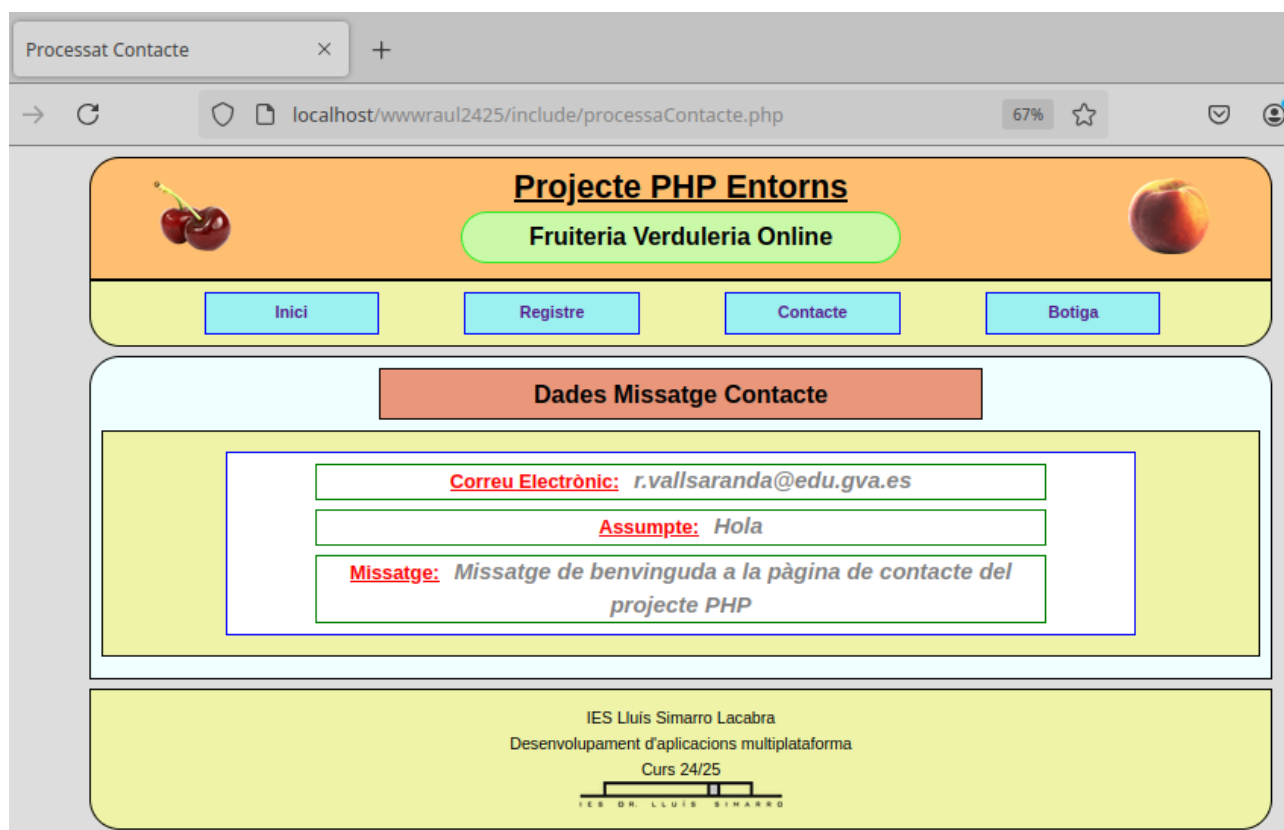 Processat Contacte
localhost/wwwraul2425/include/processaContacte.php 67%
Projecte PHP Entorns
Fruiteria Verduleria Online
Inici Registre Contacte Botiga
Dades Missatge Contacte
Correu Electrònic: r.vallsaranda@edu.gva.es
Assumpte: Hola
Missatge: Missatge de benvinguda a la pàgina de contacte del
projecte PHP
IES Lluís Simarro Lacabra
Desenvolupament d'aplicacions multiplataforma
Curs 24/25
IES DR. LLUÍS SIMARRO